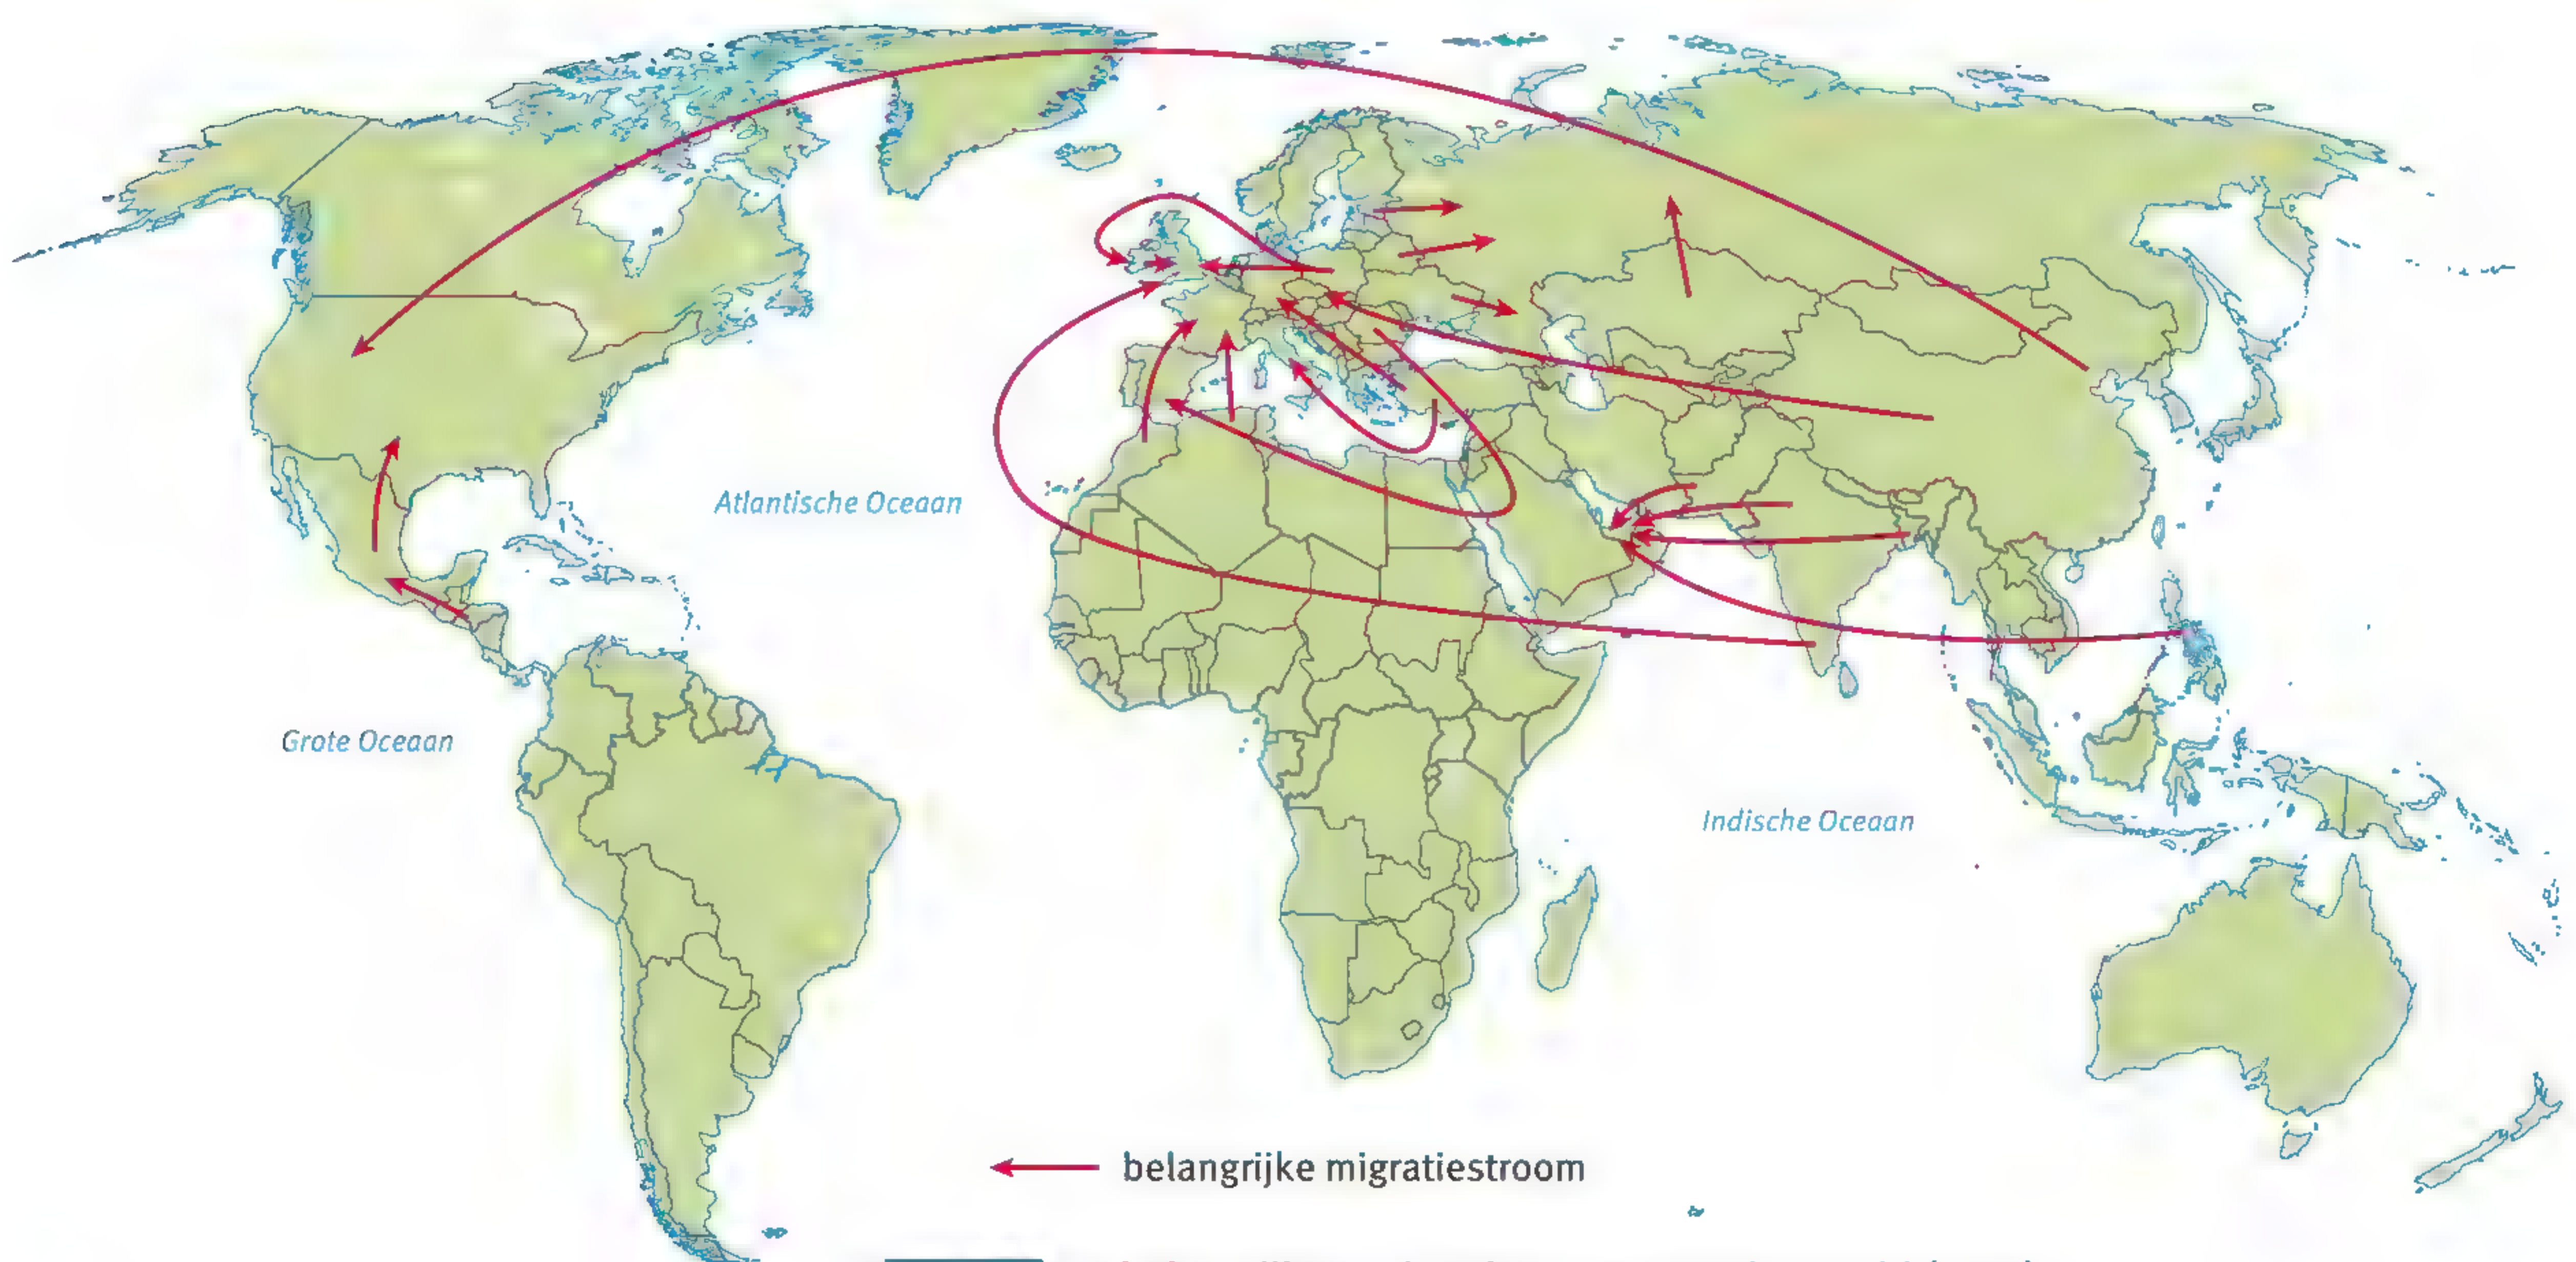 Atlantische Oceaan
Grote Oceaan
Indische Oceaan
belangrijke migratiestroom